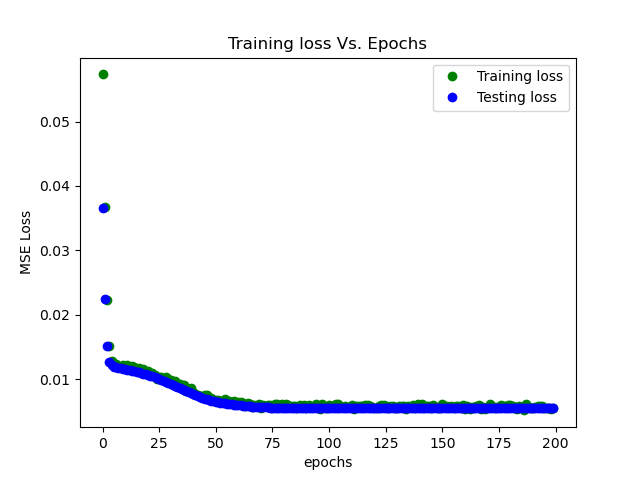 Training loss Vs. Epochs
Training loss
Testing loss
MSE Loss
0.05
0.04
0.03
0.02
0.01
0 25 50 75 100 125 150 175 200
epochs